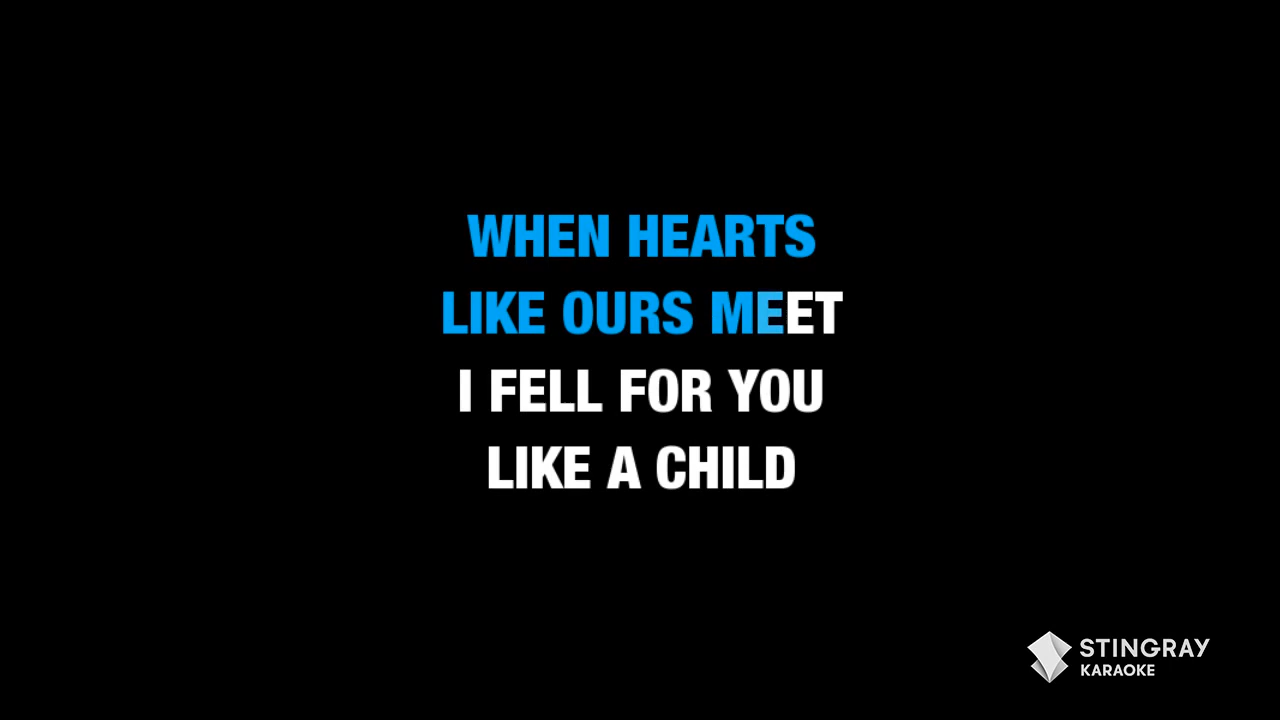 WHEN HEARTS
LIKE OURS MEET
I FELL FOR YOU
LIKE A CHILD
STINGRAY
KARAOKE